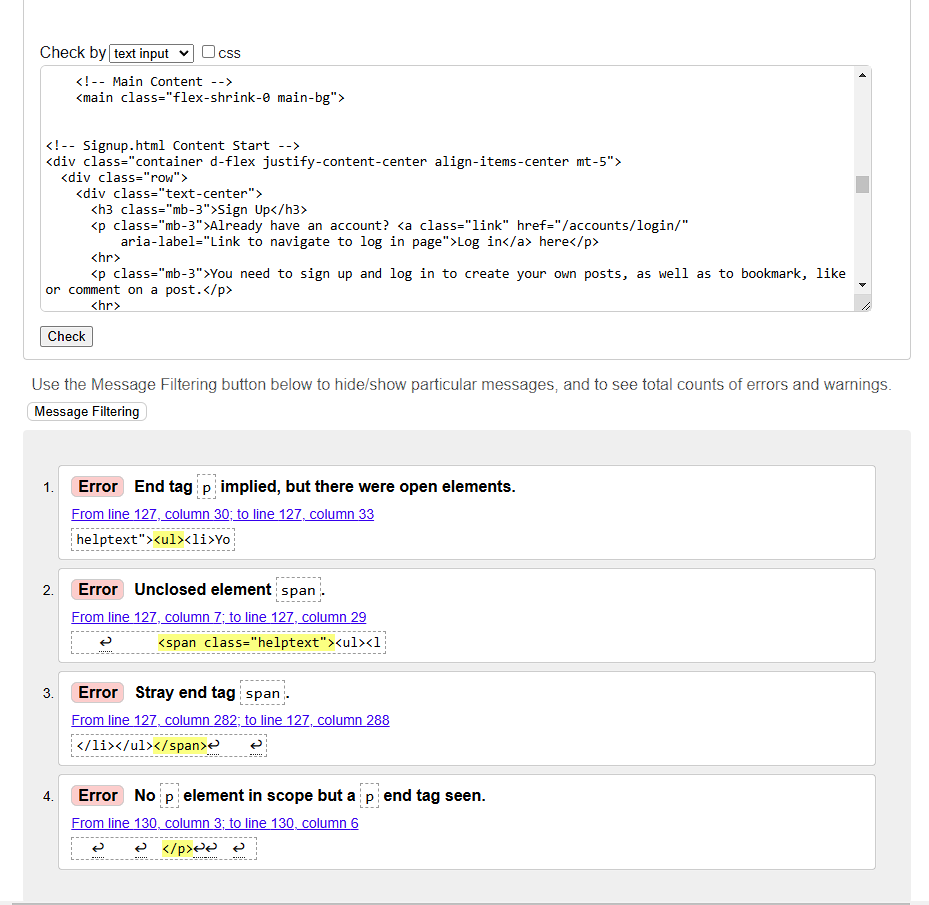 Check by text input css
<!-- Main Content -->
<main class="flex-shrink-0 main-bg">
<!-- Signup.html Content Start -->
<div class="container d-flex justify-content-center align-items-center mt-5">
<div class="row">
<div class="text-center">
<h3 class="mb-3">Sign Up</h3>
<p class="mb-3">Already have an account? <a class="link" href="/accounts/login/"
aria-label="Link to navigate to log in page">Log in</a> here</p>
<hr>
<p class="mb-3">You need to sign up and log in to create your own posts, as well as to bookmark, like
or comment on a post.</p>
<hr>
Check
Use the Message Filtering button below to hide/show particular messages, and to see total counts of errors and warnings.
Message Filtering
1. Error End tag p implied, but there were open elements.
From line 127, column 30; to line 127, column 33
helptext"><ul><li>Yo
2. Error Unclosed element span.
From line 127, column 7; to line 127, column 29
↩ <span class="helptext"><ul><l
3. Error Stray end tag span.
From line 127, column 282; to line 127, column 288
</li></ul></span>↩ ↩
4. Error No p element in scope but a p end tag seen.
From line 130, column 3; to line 130, column 6
↩ ↩ </p>↩↩ ↩